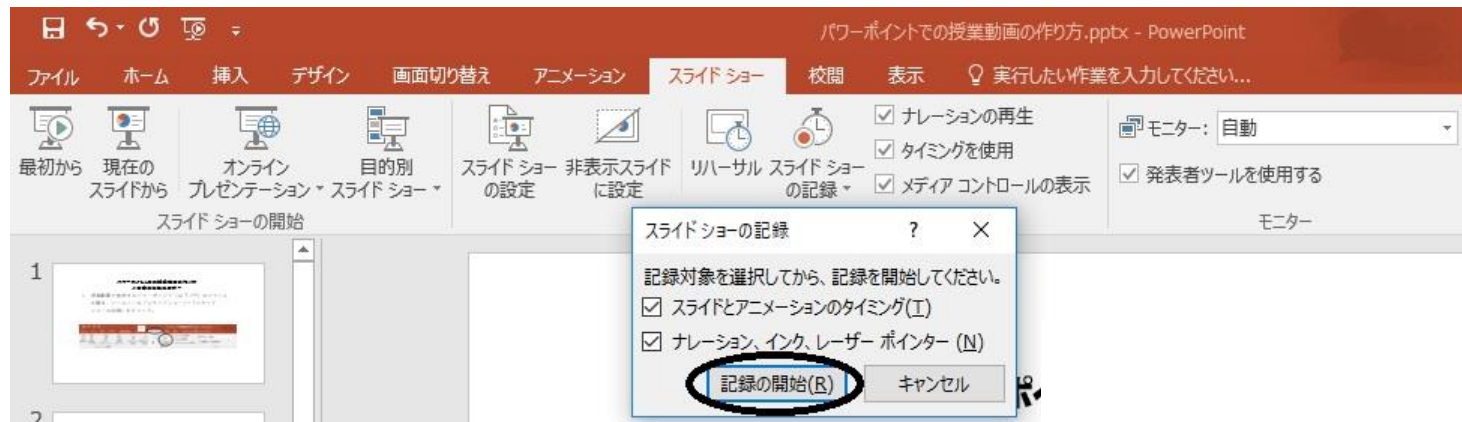 パワーポイントでの授業動画の作り方.pptx - PowerPoint
ファイル ホーム 挿入 デザイン 画面切り替え アニメーション スライド ショー 校閲 表示 実行したい作業を入力してください...
最初から
現在の
スライドから
オンライン
プレゼンテーション
目的別
スライド ショー
スライド ショーの開始
スライド ショー
の設定
非表示スライド
に設定
リハーサル
スライド ショー
の記録
ナレーションの再生
タイミングを使用
メディア コントロールの表示
モニター: 自動
発表者ツールを使用する
モニター
スライド ショーの記録 ? ×
記録対象を選択してから、記録を開始してください。
スライドとアニメーションのタイミング(T)
ナレーション、インク、レーザー ポインター (N)
記録の開始(R) キャンセル
1
2